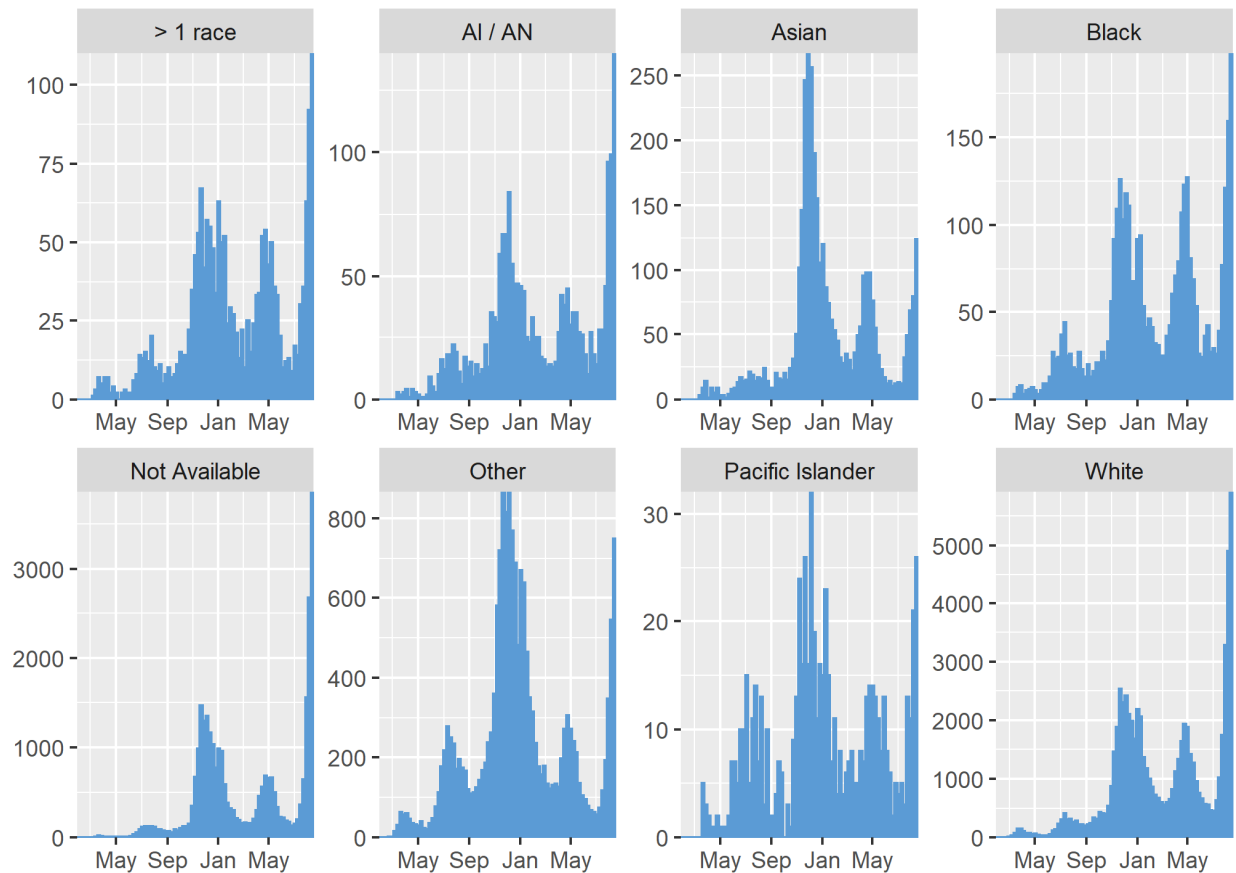 > 1 race AI / AN Asian Black
100 75 50 25 0
100 50 0
250 200 150 100 50 0
150 100 50 0
May Sep Jan May May Sep Jan May May Sep Jan May May Sep Jan May
Not Available Other Pacific Islander White
3000 2000 1000 0
800 600 400 200 0
30 20 10 0
5000 4000 3000 2000 1000 0
May Sep Jan May May Sep Jan May May Sep Jan May May Sep Jan May